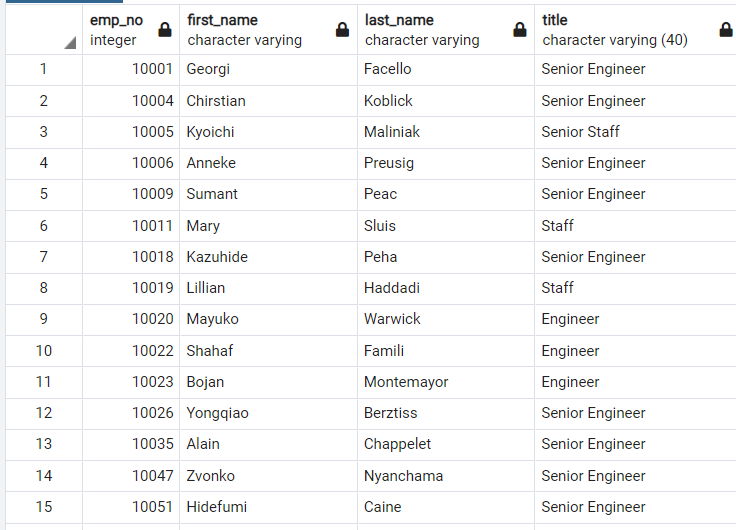 emp_no first_name last_name title
integer character varying character varying character varying (40)
1 10001 Georgi Facello Senior Engineer
2 10004 Chirstian Koblick Senior Engineer
3 10005 Kyoichi Maliniak Senior Staff
4 10006 Anneke Preusig Senior Engineer
5 10009 Sumant Peac Senior Engineer
6 10011 Mary Sluis Staff
7 10018 Kazuhide Peha Senior Engineer
8 10019 Lillian Haddadi Staff
9 10020 Mayuko Warwick Engineer
10 10022 Shahaf Famili Engineer
11 10023 Bojan Montemayor Engineer
12 10026 Yongqiao Berztiss Senior Engineer
13 10035 Alain Chappelet Senior Engineer
14 10047 Zvonko Nyanchama Senior Engineer
15 10051 Hidefumi Caine Senior Engineer